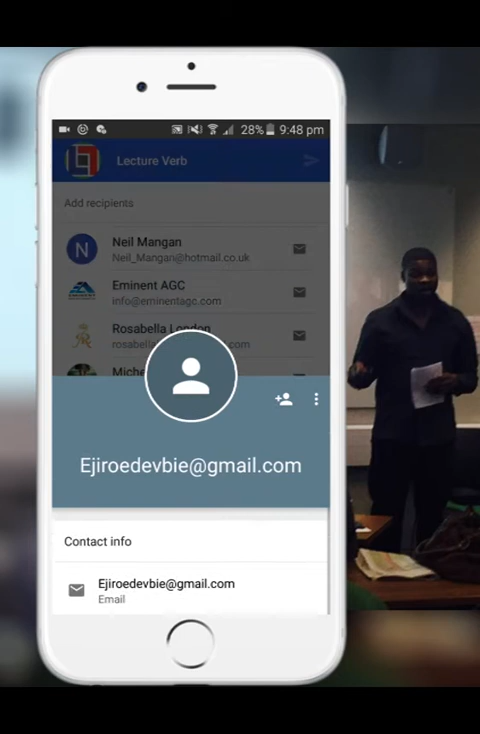 28% 9:48 pm
Lecture Verb
Add recipients
N
Neil Mangan
Neil_Mangan@hotmail.co.uk
Eminent AGC
info@eminentagc.com
Rosabella London
Miche
Ejiroedevbie@gmail.com
Contact info
Ejiroedevbie@gmail.com
Email